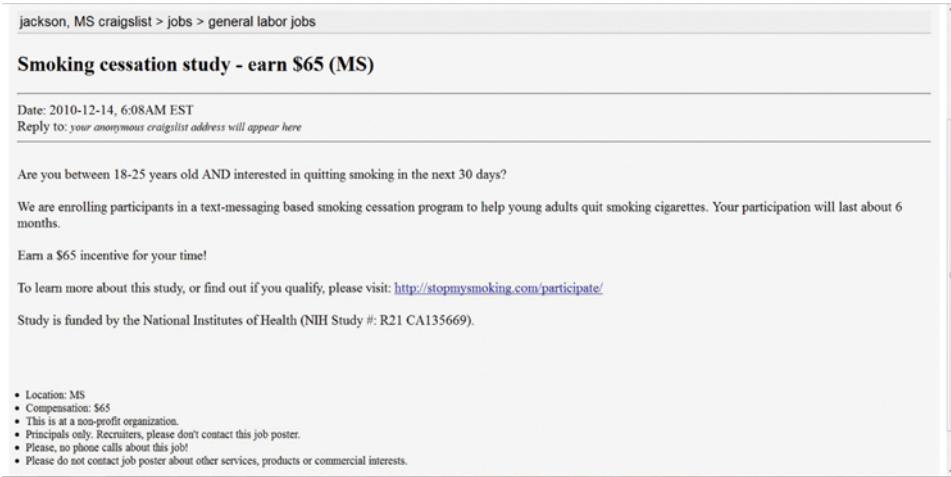 jackson, MS craigslist > jobs > general labor jobs
Smoking cessation study - earn $65 (MS)
Date: 2010-12-14, 6:08AM EST
Reply to: your anonymous craigslist address will appear here
Are you between 18-25 years old AND interested in quitting smoking in the next 30 days?
We are enrolling participants in a text-messaging based smoking cessation program to help young adults quit smoking cigarettes. Your participation will last about 6
months.
Earn a $65 incentive for your time!
To learn more about this study, or find out if you qualify, please visit: http://stopmysmoking.com/participate/
Study is funded by the National Institutes of Health (NIH Study #: R21 CA135669).
• Location: MS
• Compensation: $65
• This is at a non-profit organization.
• Principals only. Recruiters, please don't contact this job poster.
• Please, no phone calls about this job!
• Please do not contact job poster about other services, products or commercial interests.